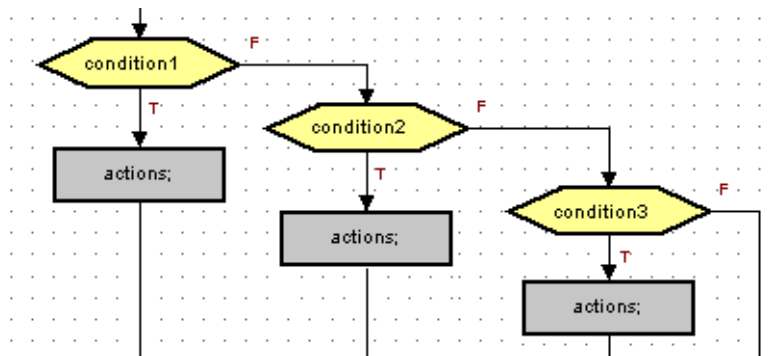 condition1
F
T
actions;
condition2
F
T
actions;
condition3
F
T
actions;